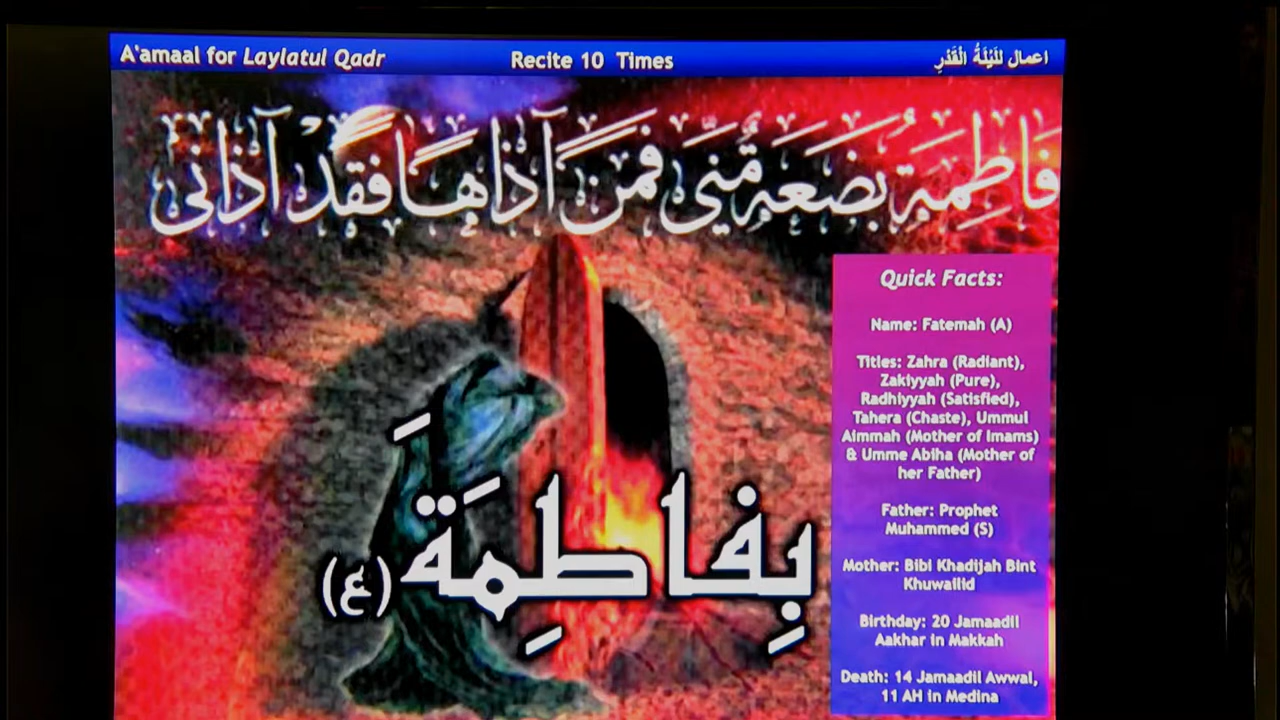 A'amaal for Laylatul Qadr
Recite 10 Times
اعمال للَيْلَةُ الْقَدْرِ
فَاطِمَة بِضْعَة مِّنِّي فَمَنْ آذَاهَا فَقَدْ آذَانِي
بِفَاطِمَةَ (ع)
Quick Facts:
Name: Fatemah (A)
Titles: Zahra (Radiant),
Zakiyyah (Pure),
Radhiyyah (Satisfied),
Tahera (Chaste), Ummul
Aimmah (Mother of Imams)
& Umme Abiha (Mother of
her Father)
Father: Prophet
Muhammed (S)
Mother: Bibi Khadijah Bint
Khuwailid
Birthday: 20 Jamaadil
Aakhar in Makkah
Death: 14 Jamaadil Awwal,
11 AH in Medina